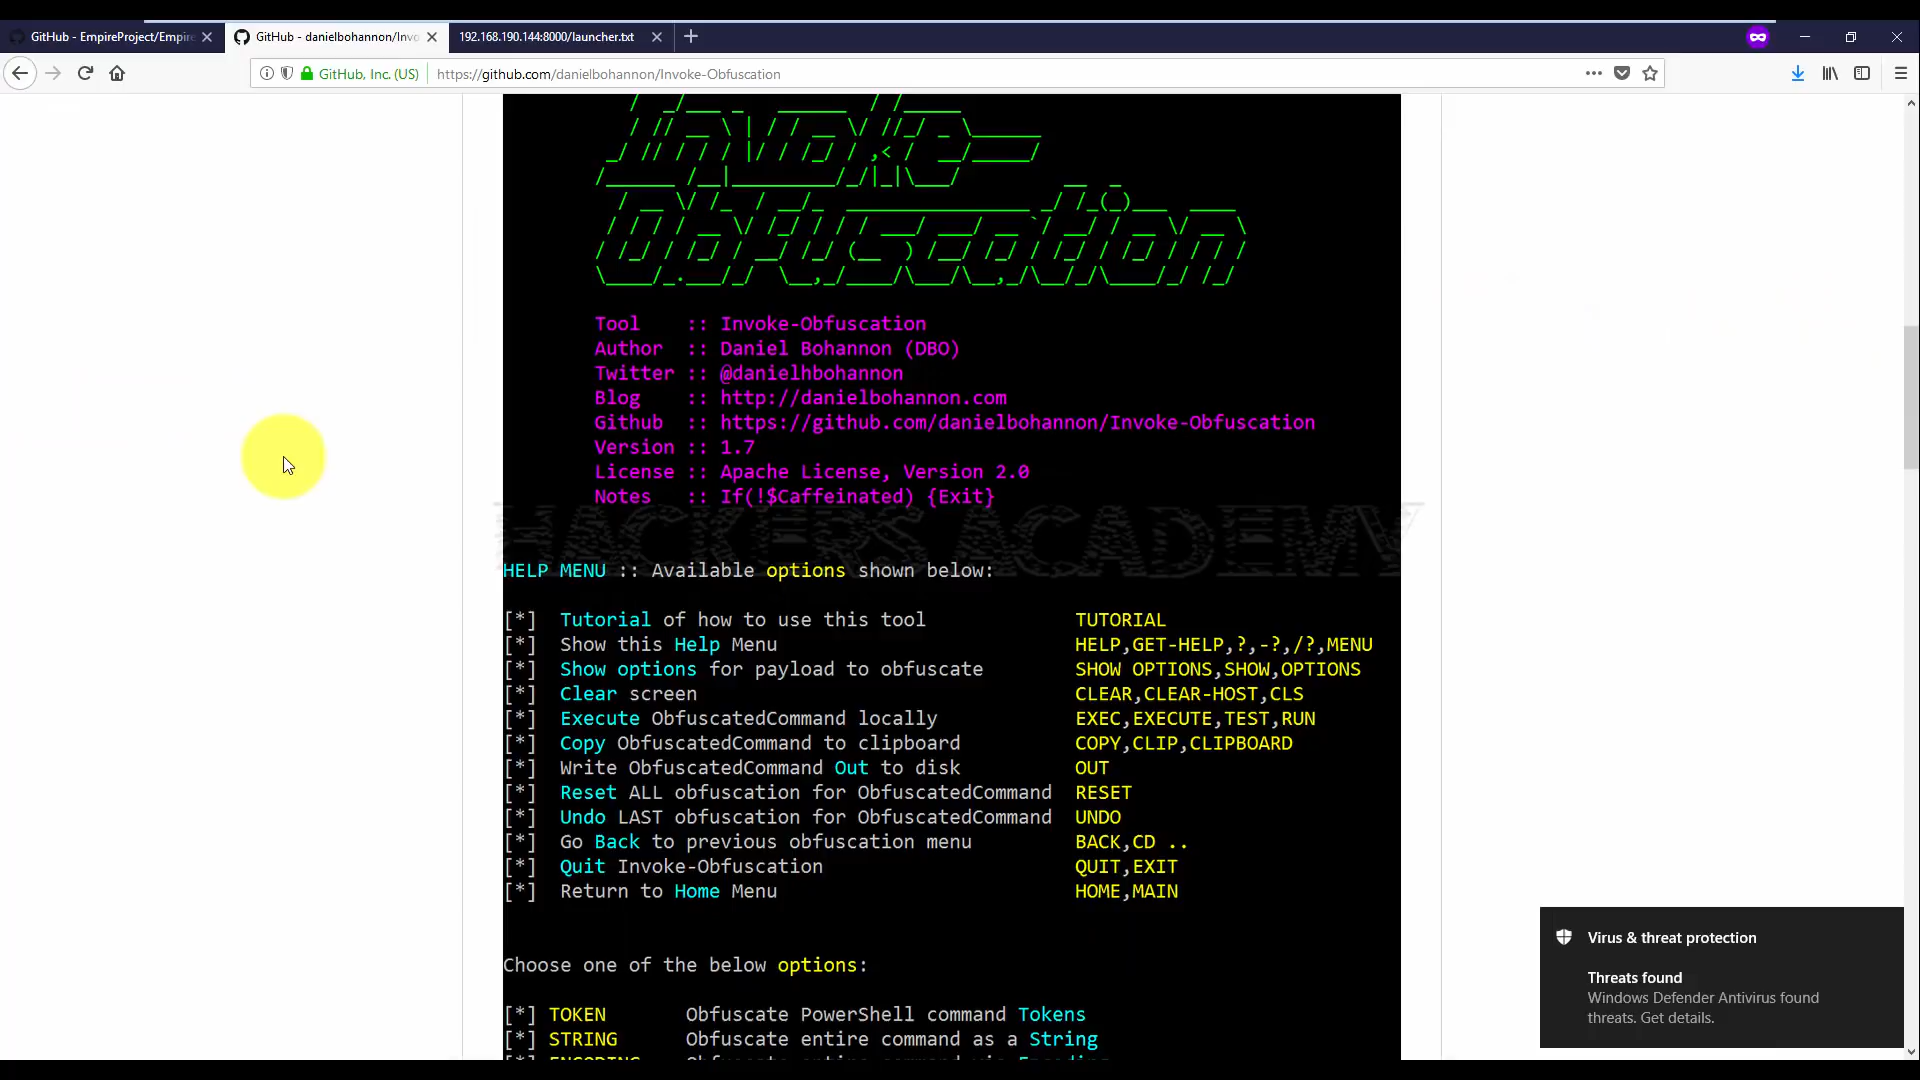 GitHub - EmpireProject/Empir
GitHub - danielbohannon/Invo
192.168.190.144:8000/launcher.txt
GitHub, Inc. (US)
https://github.com/danielbohannon/Invoke-Obfuscation
Invoke-
Obfuscation
Tool :: Invoke-Obfuscation
Author :: Daniel Bohannon (DBO)
Twitter :: @danielhbohannon
Blog :: http://danielbohannon.com
Github :: https://github.com/danielbohannon/Invoke-Obfuscation
Version :: 1.7
License :: Apache License, Version 2.0
Notes :: If(!$Caffeinated) {Exit}
HACKERS ACADEMY
HELP MENU :: Available options shown below:
[*] Tutorial of how to use this tool TUTORIAL
[*] Show this Help Menu HELP,GET-HELP,?,-?,/?,MENU
[*] Show options for payload to obfuscate SHOW OPTIONS,SHOW,OPTIONS
[*] Clear screen CLEAR,CLEAR-HOST,CLS
[*] Execute ObfuscatedCommand locally EXEC,EXECUTE,TEST,RUN
[*] Copy ObfuscatedCommand to clipboard COPY,CLIP,CLIPBOARD
[*] Write ObfuscatedCommand Out to disk OUT
[*] Reset ALL obfuscation for ObfuscatedCommand RESET
[*] Undo LAST obfuscation for ObfuscatedCommand UNDO
[*] Go Back to previous obfuscation menu BACK,CD ..
[*] Quit Invoke-Obfuscation QUIT,EXIT
[*] Return to Home Menu HOME,MAIN
Choose one of the below options:
[*] TOKEN Obfuscate PowerShell command Tokens
[*] STRING Obfuscate entire command as a String
Virus & threat protection
Threats found
Windows Defender Antivirus found
threats. Get details.